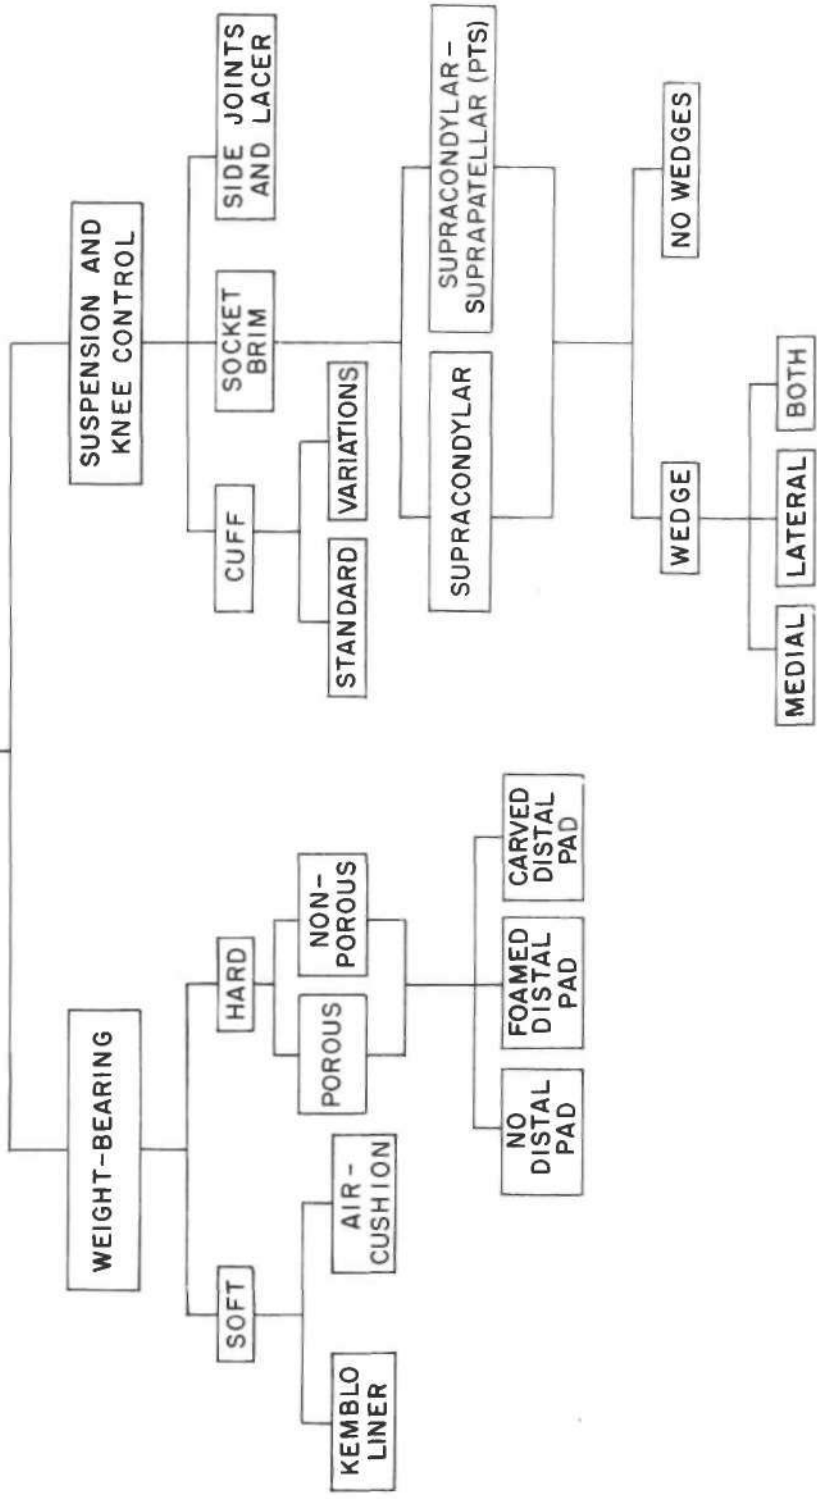 WEIGHT-BEARING
SUSPENSION AND
KNEE CONTROL
SOFT
HARD
CUFF
SOCKET
BRIM
SIDE JOINTS
AND LACER
KEMBLO
LINER
AIR-
CUSHION
POROUS
NON-
POROUS
STANDARD
VARIATIONS
SUPRACONDYLAR
SUPRACONDYLAR-
SUPRAPATELLAR (PTS)
NO
DISTAL
PAD
FOAMED
DISTAL
PAD
CARVED
DISTAL
PAD
WEDGE
NO WEDGES
MEDIAL
LATERAL
BOTH